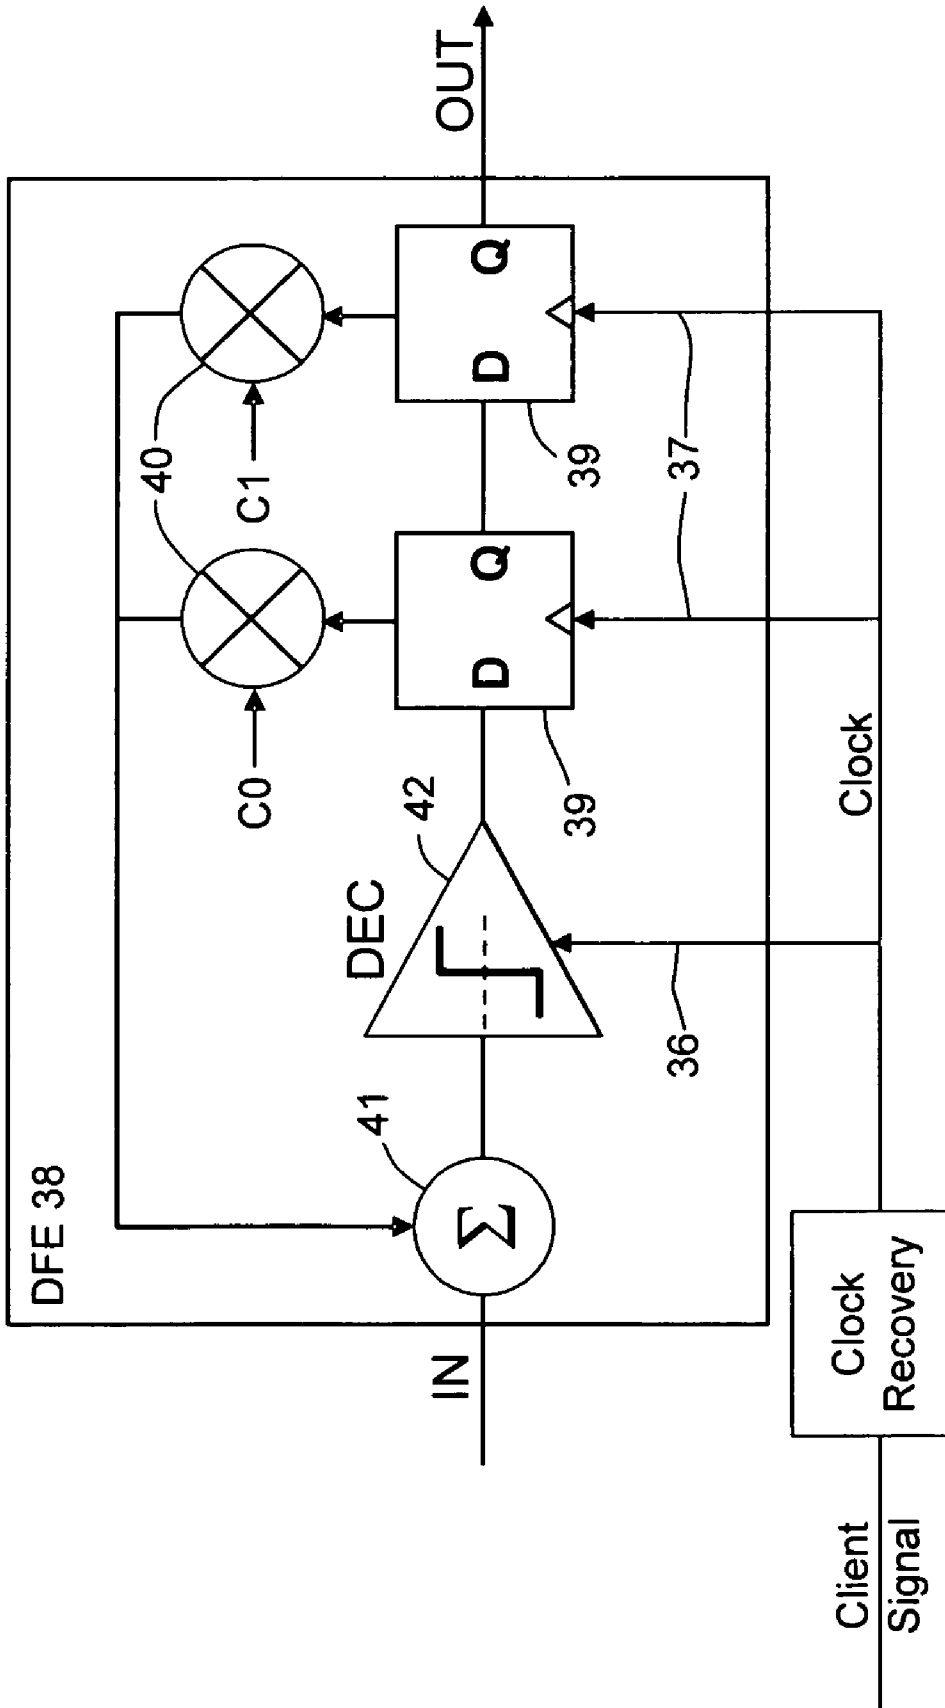 DFE 38
IN
OUT
41
Σ
DEC
42
C0
C1
40
D
Q
39
D
Q
39
36
37
Clock
Clock
Recovery
Client
Signal